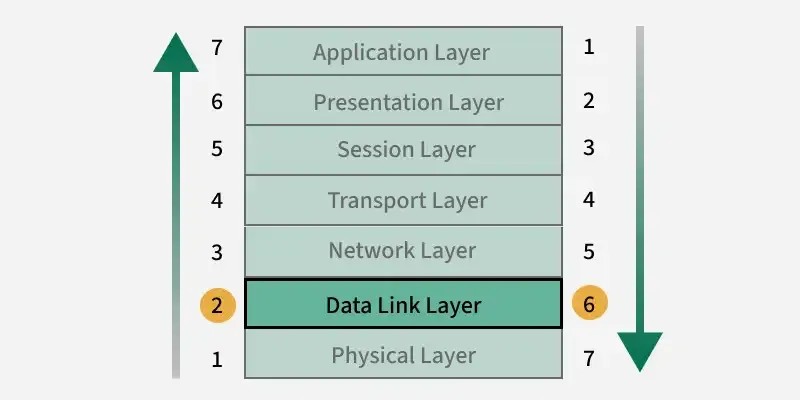 7 Application Layer 1
6 Presentation Layer 2
5 Session Layer 3
4 Transport Layer 4
3 Network Layer 5
2 Data Link Layer 6
1 Physical Layer 7